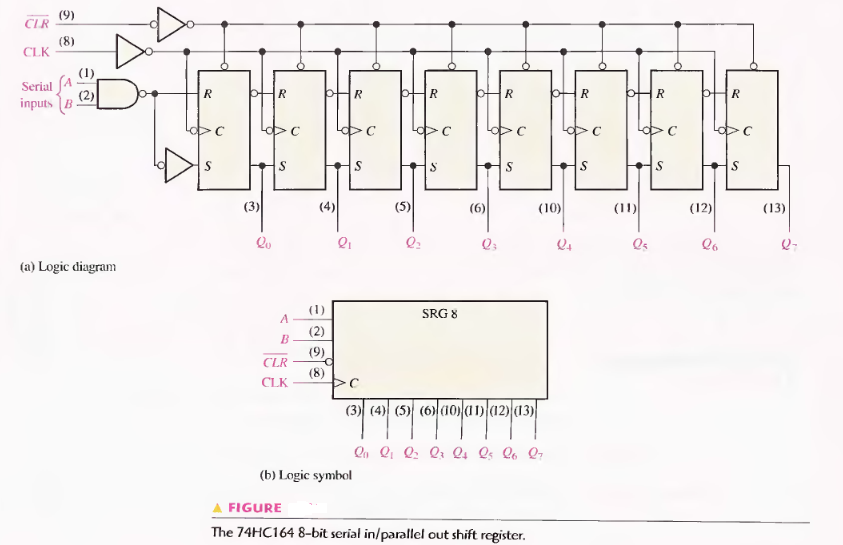 CLR (9)
CLK (8)
Serial inputs { A (1)
B (2)
R R R R R R R R
C C C C C C C C
S S S S S S S S
(3) (4) (5) (6) (10) (11) (12) (13)
Q0 Q1 Q2 Q3 Q4 Q5 Q6 Q7
(a) Logic diagram
SRG 8
A (1)
B (2)
CLR (9)
CLK (8) C
(3) (4) (5) (6) (10) (11) (12) (13)
Q0 Q1 Q2 Q3 Q4 Q5 Q6 Q7
(b) Logic symbol
▲ FIGURE
The 74HC164 8-bit serial in/parallel out shift register.